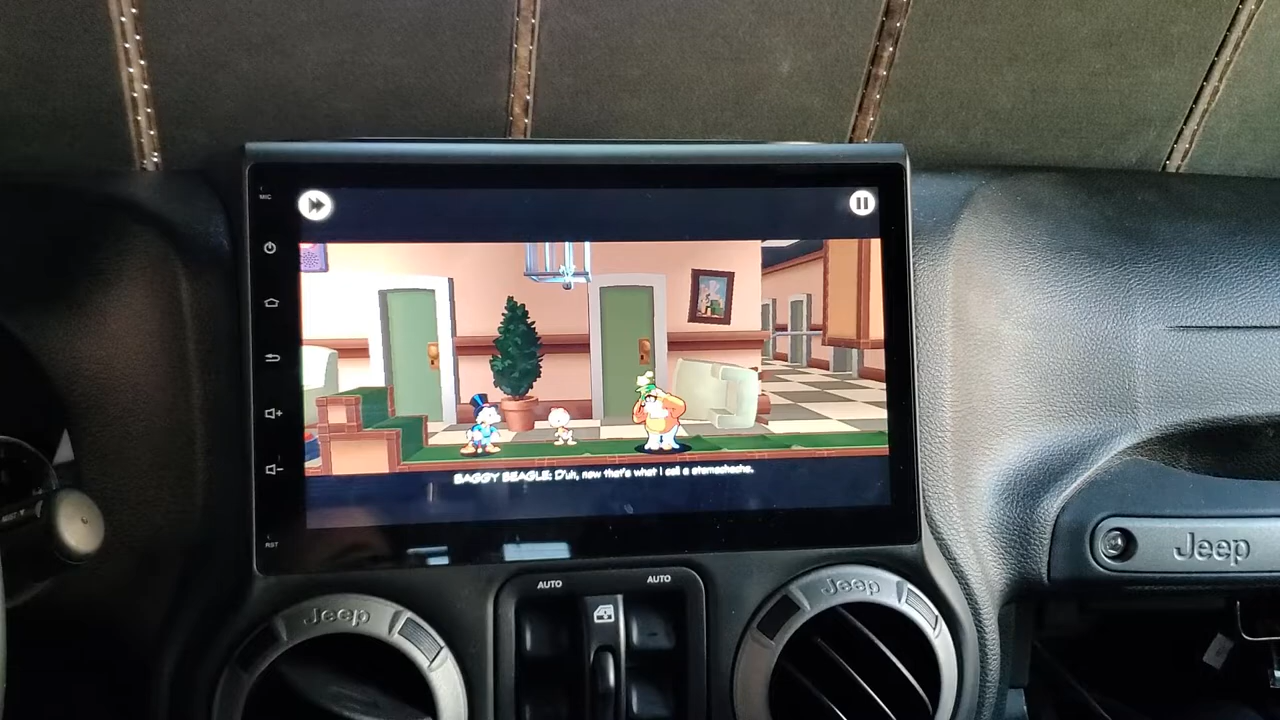 MIC
BAGGY BEAGLE: D'uh, now that's what I call a stomachache.
RST
AUTO
AUTO
Jeep
Jeep
Jeep